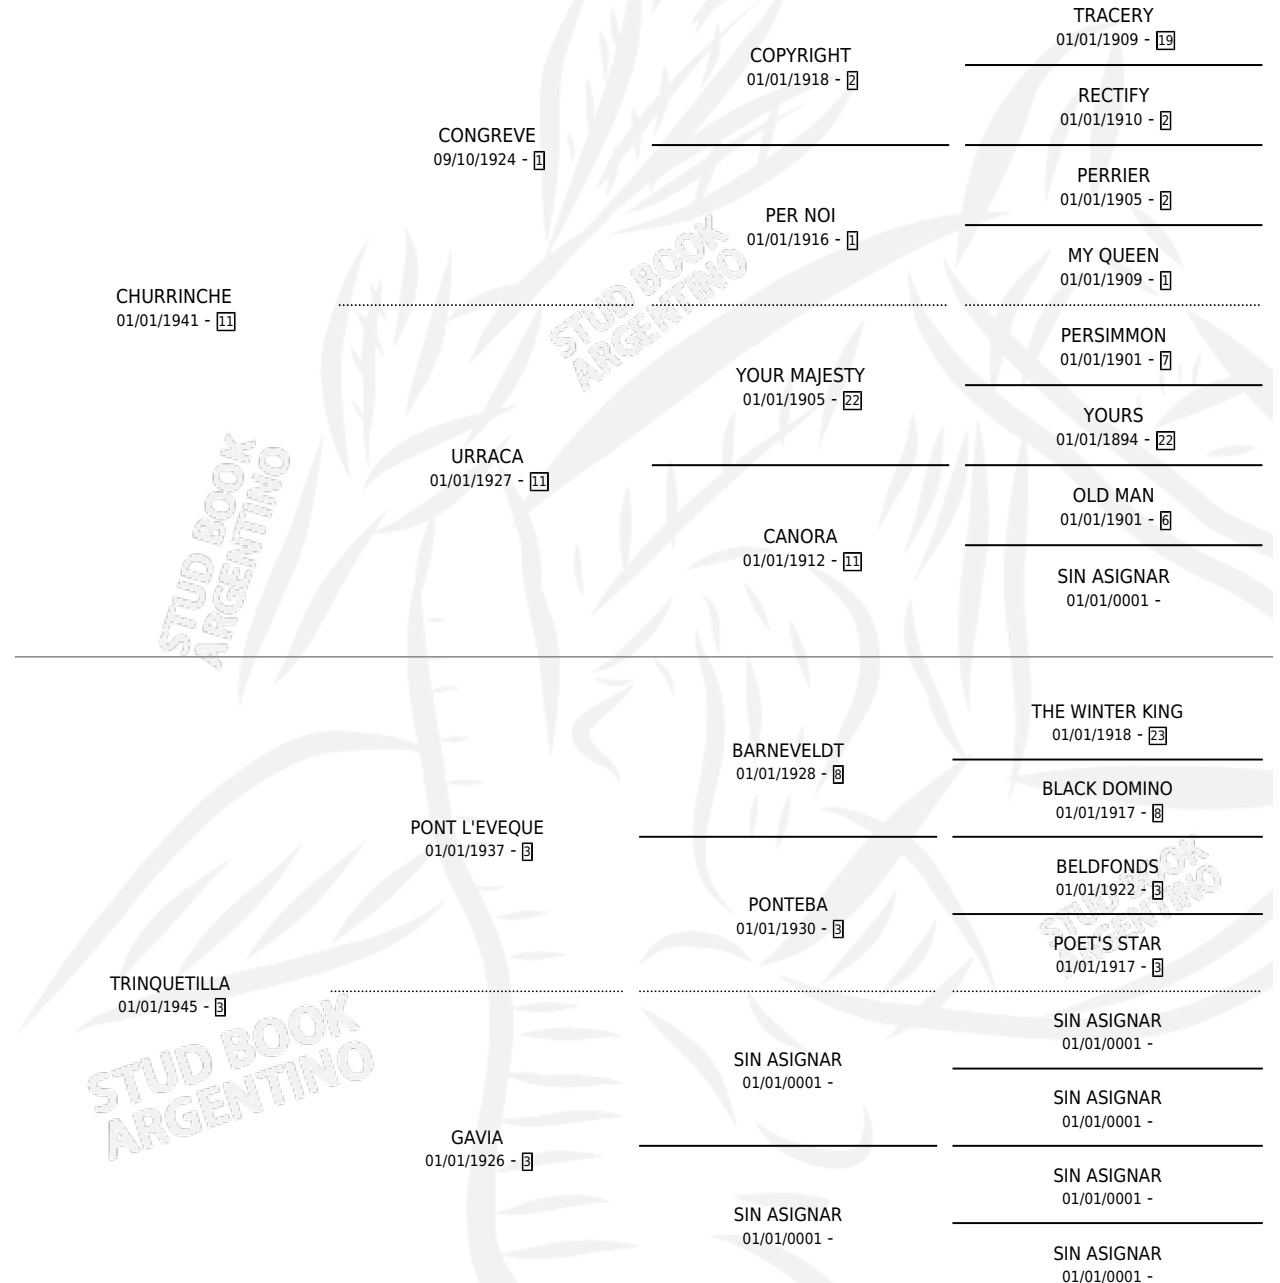 TRACERY
01/01/1909 - 19
COPYRIGHT
01/01/1918 - 2
RECTIFY
01/01/1910 - 2
CONGREVE
09/10/1924 - 1
PERRIER
01/01/1905 - 2
PER NOI
01/01/1916 - 1
MY QUEEN
01/01/1909 - 1
CHURRINCHE
01/01/1941 - 11
PERSIMMON
01/01/1901 - 7
YOUR MAJESTY
01/01/1905 - 22
YOURS
01/01/1894 - 22
URRACA
01/01/1927 - 11
OLD MAN
01/01/1901 - 6
CANORA
01/01/1912 - 11
SIN ASIGNAR
01/01/0001 -
THE WINTER KING
01/01/1918 - 23
BARNEVELDT
01/01/1928 - 8
BLACK DOMINO
01/01/1917 - 8
PONT L'EVEQUE
01/01/1937 - 3
BELDFONDS
01/01/1922 - 3
PONTEBA
01/01/1930 - 3
POET'S STAR
01/01/1917 - 3
TRINQUETILLA
01/01/1945 - 3
SIN ASIGNAR
01/01/0001 -
SIN ASIGNAR
01/01/0001 -
SIN ASIGNAR
01/01/0001 -
GAVIA
01/01/1926 - 3
SIN ASIGNAR
01/01/0001 -
SIN ASIGNAR
01/01/0001 -
SIN ASIGNAR
01/01/0001 -
STUD BOOK
ARGENTINO
STUD BOOK
ARGENTINO
STUD BOOK
ARGENTINO
STUD BOOK
ARGENTINO